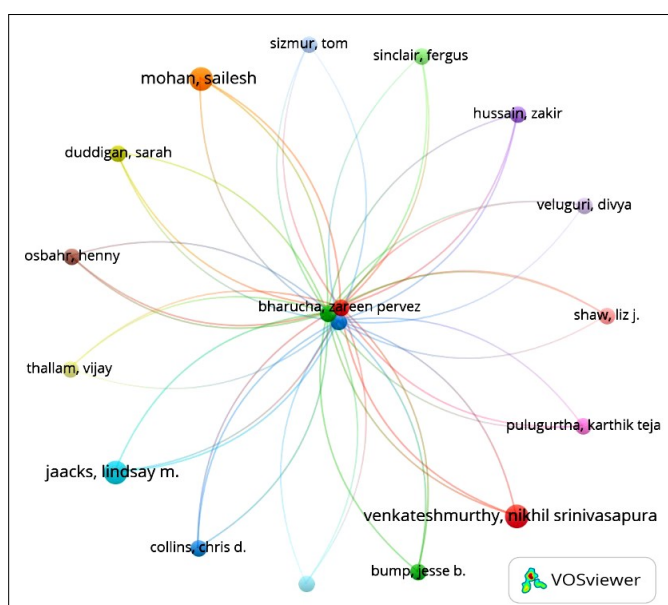 sizmur, tom
sinclair, fergus
mohan, sailesh
hussain, zakir
duddigan, sarah
veluguri, divya
osbahr, henny
bharucha, zareen pervez
shaw, liz j.
thallam, vijay
pulugurtha, karthik teja
jaacks, lindsay m.
venkateshmurthy, nikhil srinivasapura
collins, chris d.
bump, jesse b.
VOSviewer